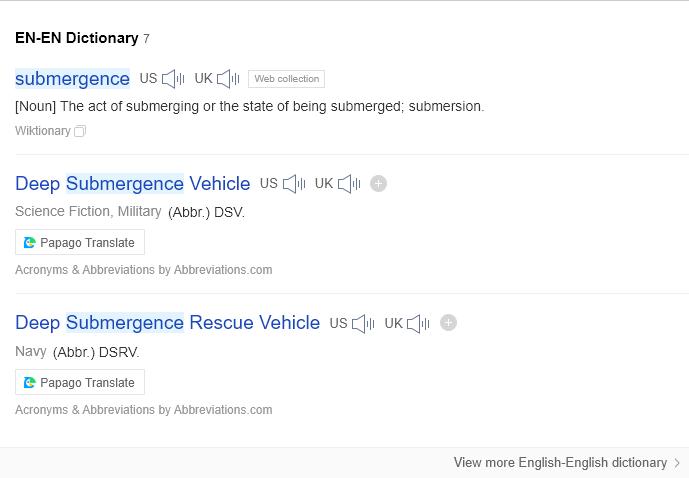 EN-EN Dictionary 7
submergence US UK Web collection
[Noun] The act of submerging or the state of being submerged; submersion.
Wiktionary
Deep Submergence Vehicle US UK
Science Fiction, Military (Abbr.) DSV.
Papago Translate
Acronyms & Abbreviations by Abbreviations.com
Deep Submergence Rescue Vehicle US UK
Navy (Abbr.) DSRV.
Papago Translate
Acronyms & Abbreviations by Abbreviations.com
View more English-English dictionary